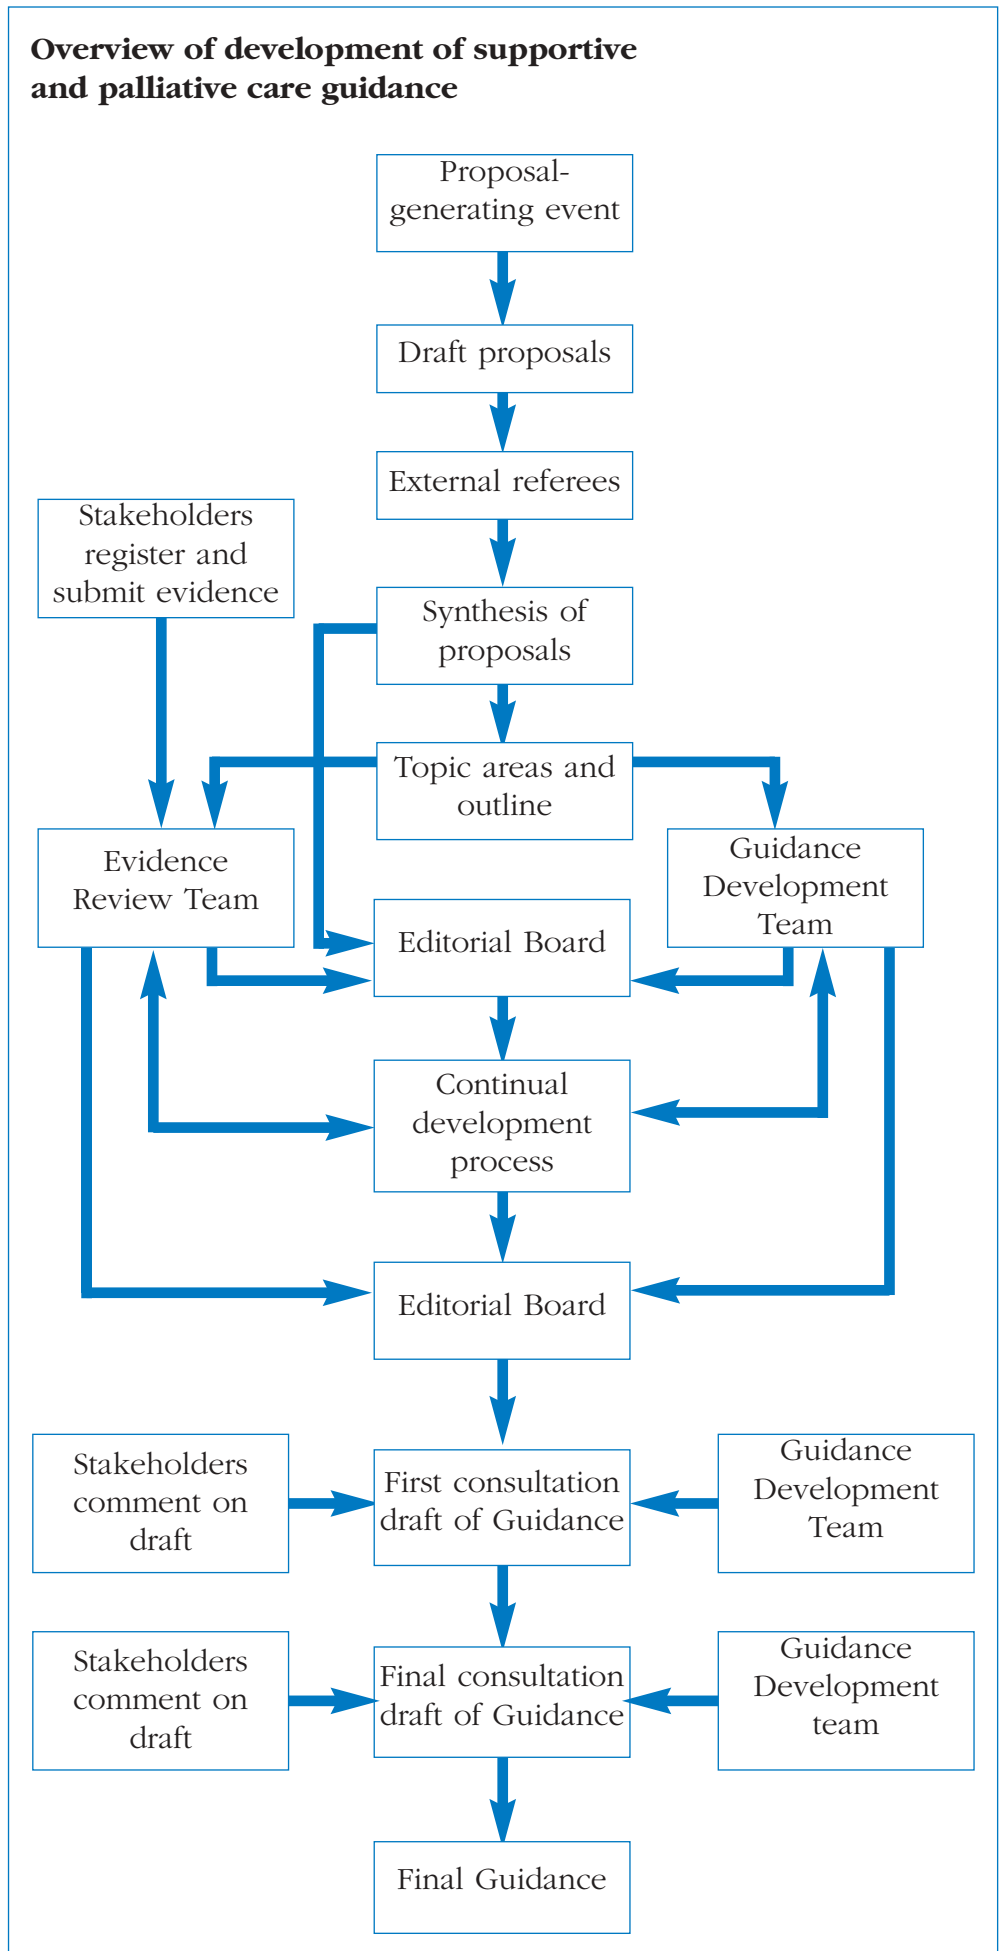 Overview of development of supportive
and palliative care guidance
Proposal-
generating event
Draft proposals
External referees
Stakeholders
register and
submit evidence
Synthesis of
proposals
Topic areas and
outline
Evidence
Review Team
Guidance
Development
Team
Editorial Board
Continual
development
process
Editorial Board
Stakeholders
comment on
draft
First consultation
draft of Guidance
Guidance
Development
Team
Stakeholders
comment on
draft
Final consultation
draft of Guidance
Guidance
Development
team
Final Guidance